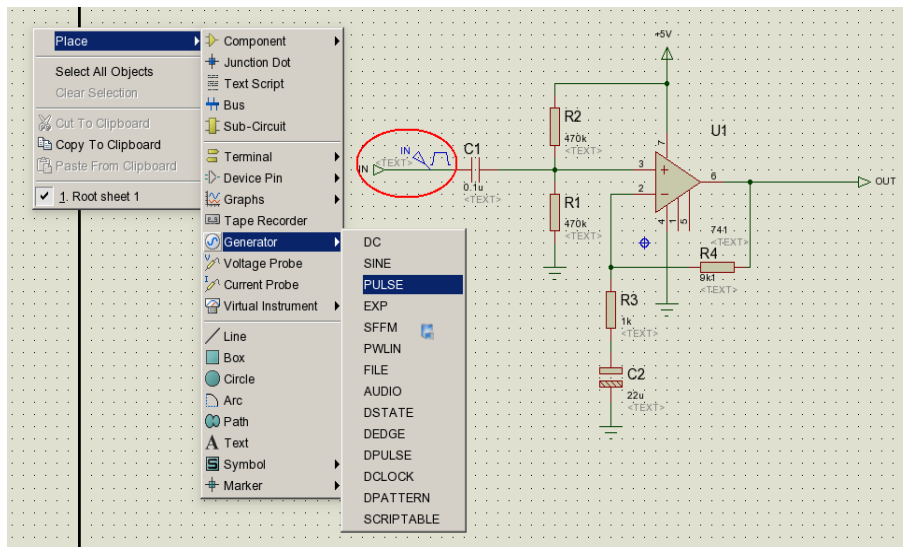 Place
Select All Objects
Clear Selection
Cut To Clipboard
Copy To Clipboard
Paste From Clipboard
1. Root sheet 1
Component
Junction Dot
Text Script
Bus
Sub-Circuit
Terminal
Device Pin
Graphs
Tape Recorder
Generator
Voltage Probe
Current Probe
Virtual Instrument
Line
Box
Circle
Arc
Path
A Text
Symbol
Marker
DC
SINE
PULSE
EXP
SFFM
PWLIN
FILE
AUDIO
DSTATE
DEDGE
DPULSE
DCLOCK
DPATTERN
SCRIPTABLE
+5V
IN
IN
<TEXT>
C1
0.1u
<TEXT>
R2
470k
<TEXT>
R1
470k
<TEXT>
U1
7
3
2
6
4
1
5
741
<TEXT>
OUT
R4
9k1
<TEXT>
R3
1k
<TEXT>
C2
22u
<TEXT>